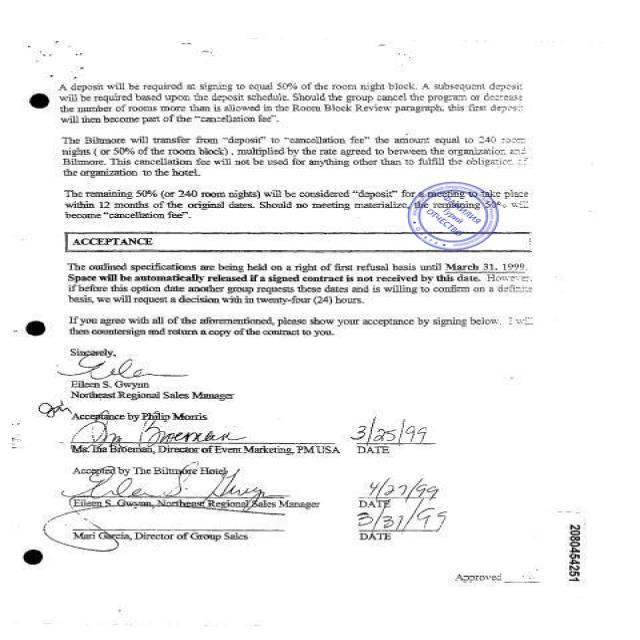 A deposit will be required at signing to equal 50% of the room night block. A subsequent deposit
will be required based upon the deposit schedule. Should the group cancel the program or decrease
the number of rooms more than is allowed in the Room Block Review paragraph, this first deposit
will then become part of the "cancellation fee".
The Biltmore will transfer from "deposit" to "cancellation fee" the amount equal to 240 room
nights ( or 50% of the room block) , multiplied by the rate agreed to between the organization and
Biltmore. This cancellation fee will not be used for anything other than to fulfill the obligation of
the organization to the hotel.
The remaining 50% (or 240 room nights) will be considered "deposit" for a meeting to take place
within 12 months of the original dates. Should no meeting materialize, the remaining 50% will
become "cancellation fee".
ФАМИЛИЯ
ОТЧЕСТВО
ACCEPTANCE
The outlined specifications are being held on a right of first refusal basis until March 31, 1999.
Space will be automatically released if a signed contract is not received by this date. However,
if before this option date another group requests these dates and is willing to confirm on a definite
basis, we will request a decision with in twenty-four (24) hours.
If you agree with all of the aforementioned, please show your acceptance by signing below. I will
then countersign and return a copy of the contract to you.
Sincerely,
Eileen S. Gwynn
Northeast Regional Sales Manager
Acceptance by Philip Morris
Ina Broeman 3/25/99
Ms. Ina Broeman, Director of Event Marketing, PM USA DATE
Accepted by The Biltmore Hotel
Eileen S. Gwynn 4/27/99
Eileen S. Gwynn, Northeast Regional Sales Manager DATE
3/31/99
Mari Garcia, Director of Group Sales DATE
2080454251
Approved